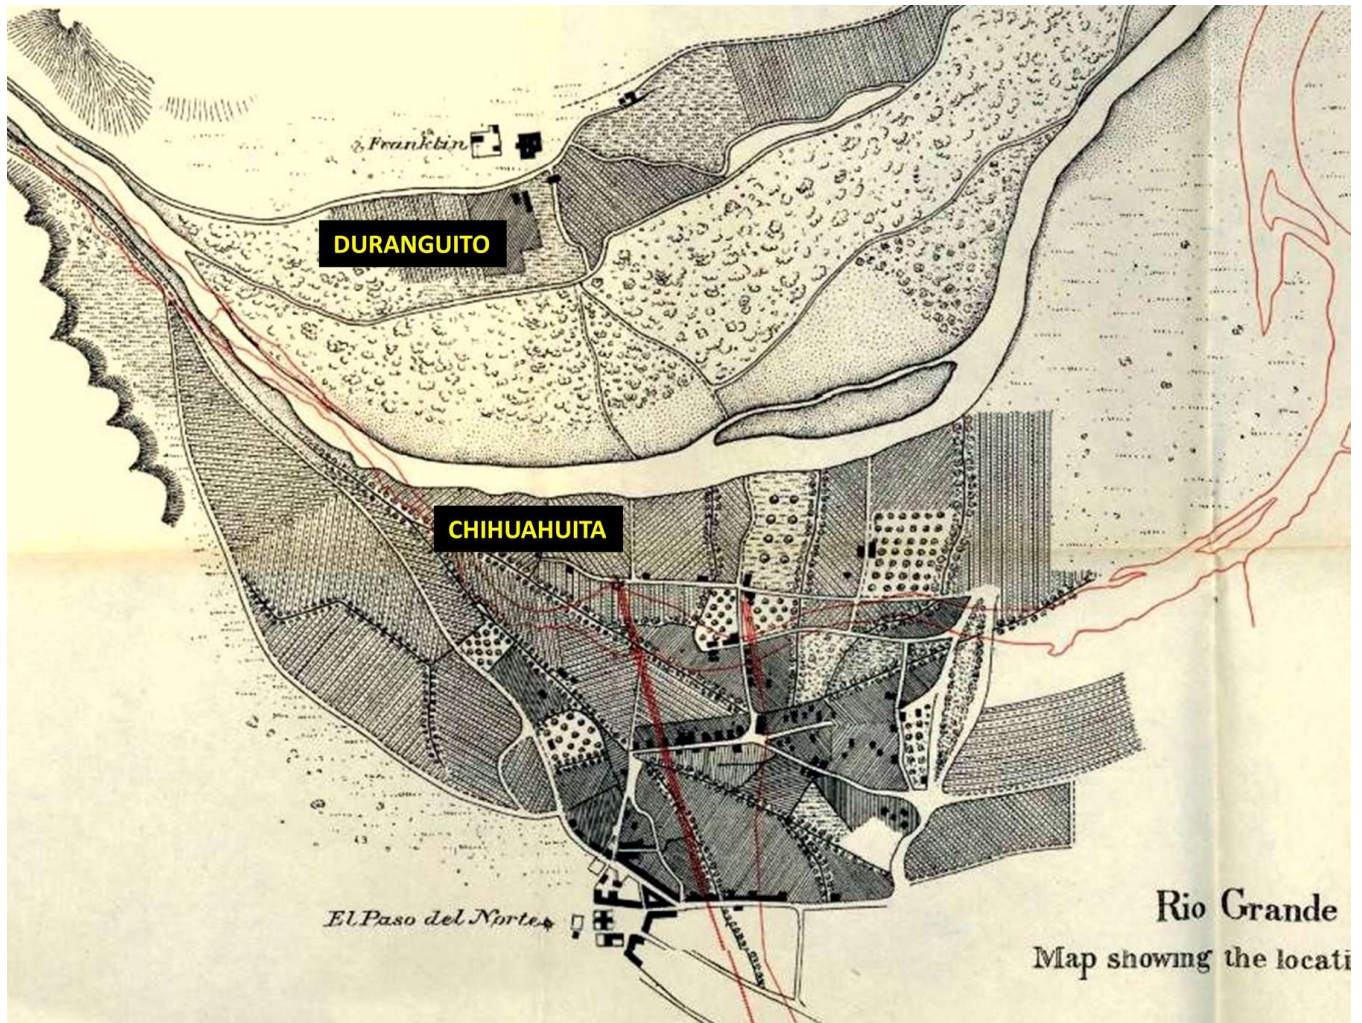 Franklin
DURANGUITO
CHIHUAHUITA
El Paso del Norte
Rio Grande
Map showing the locati